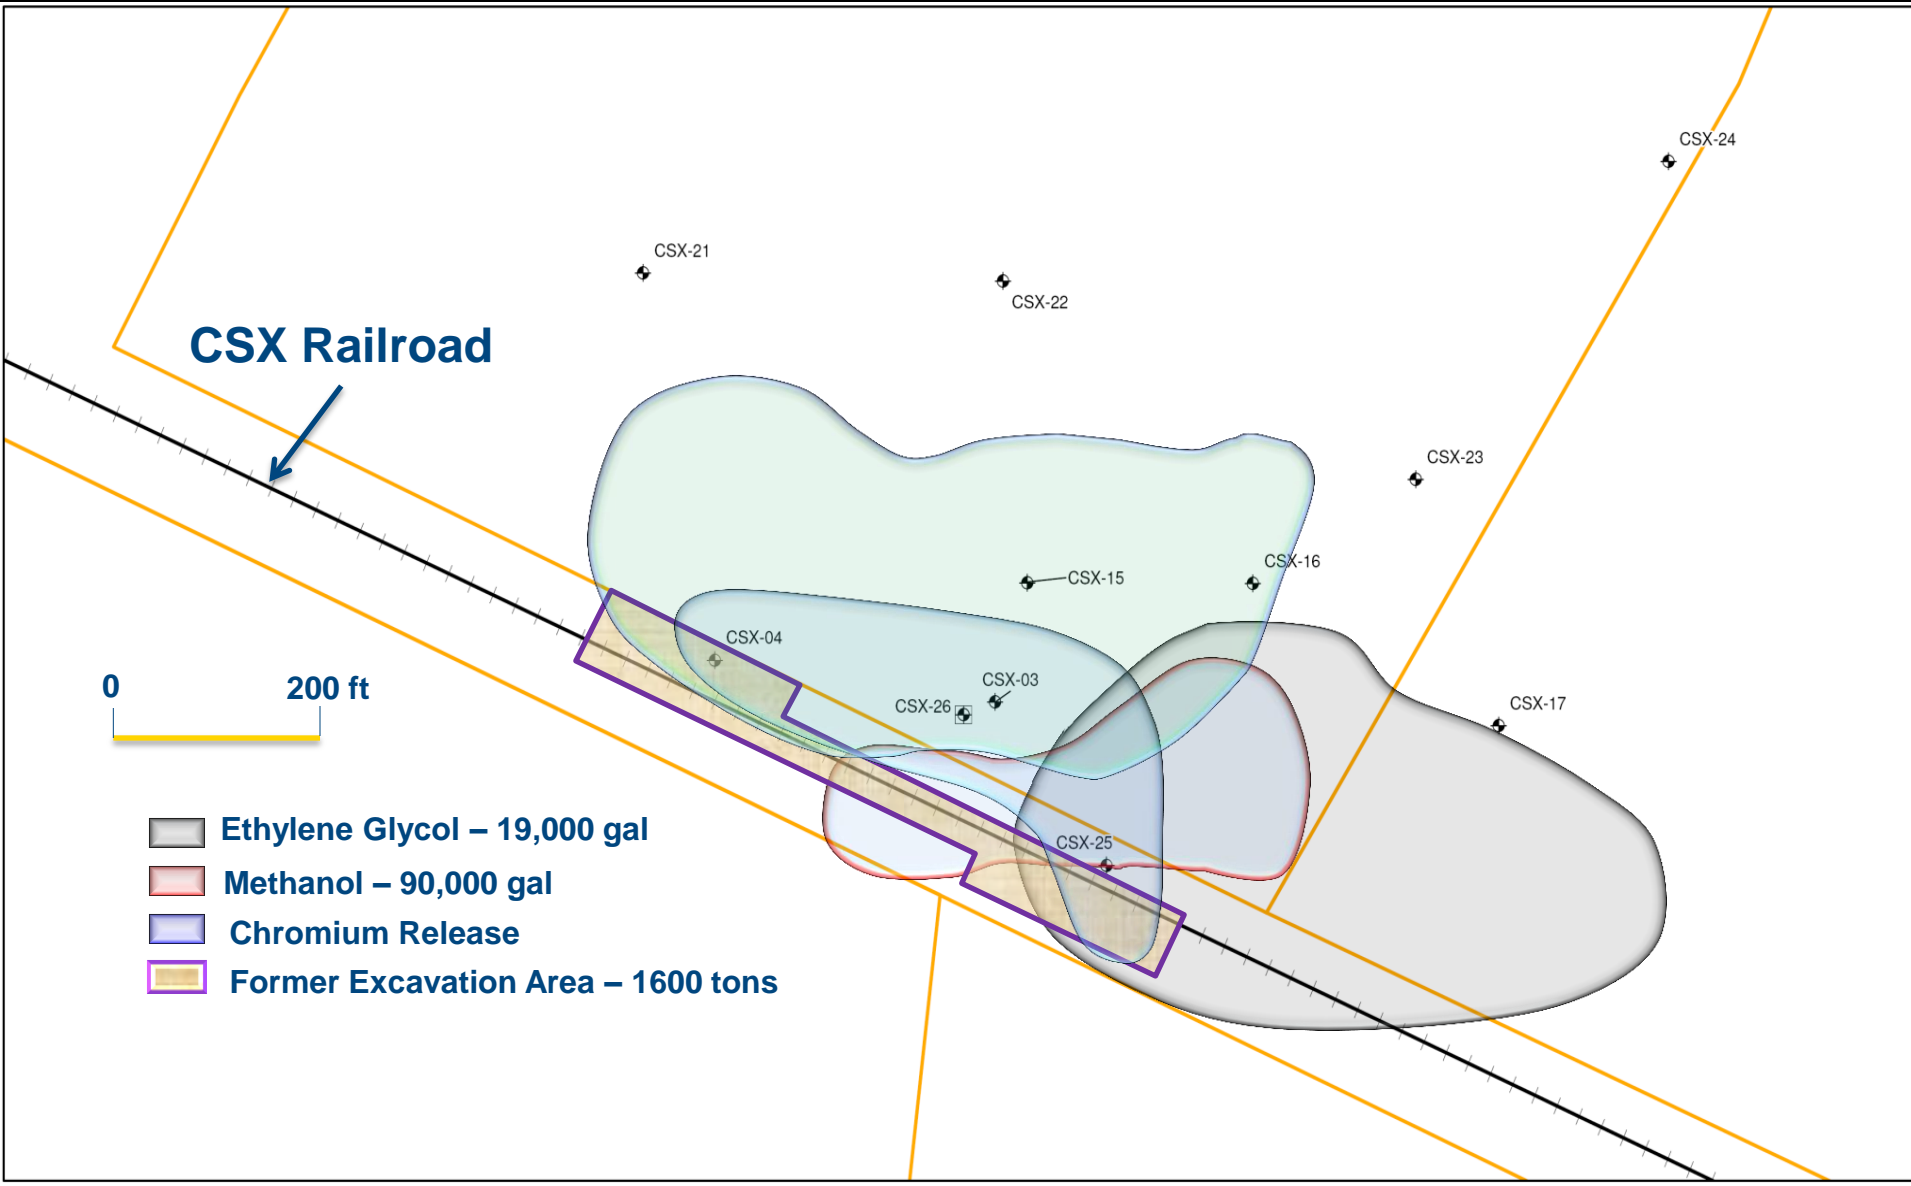 CSX-24
CSX-21
CSX-22
CSX Railroad
CSX-23
CSX-16
CSX-15
CSX-04
CSX-03
CSX-26
CSX-17
0 200 ft
CSX-25
Ethylene Glycol – 19,000 gal
Methanol – 90,000 gal
Chromium Release
Former Excavation Area – 1600 tons